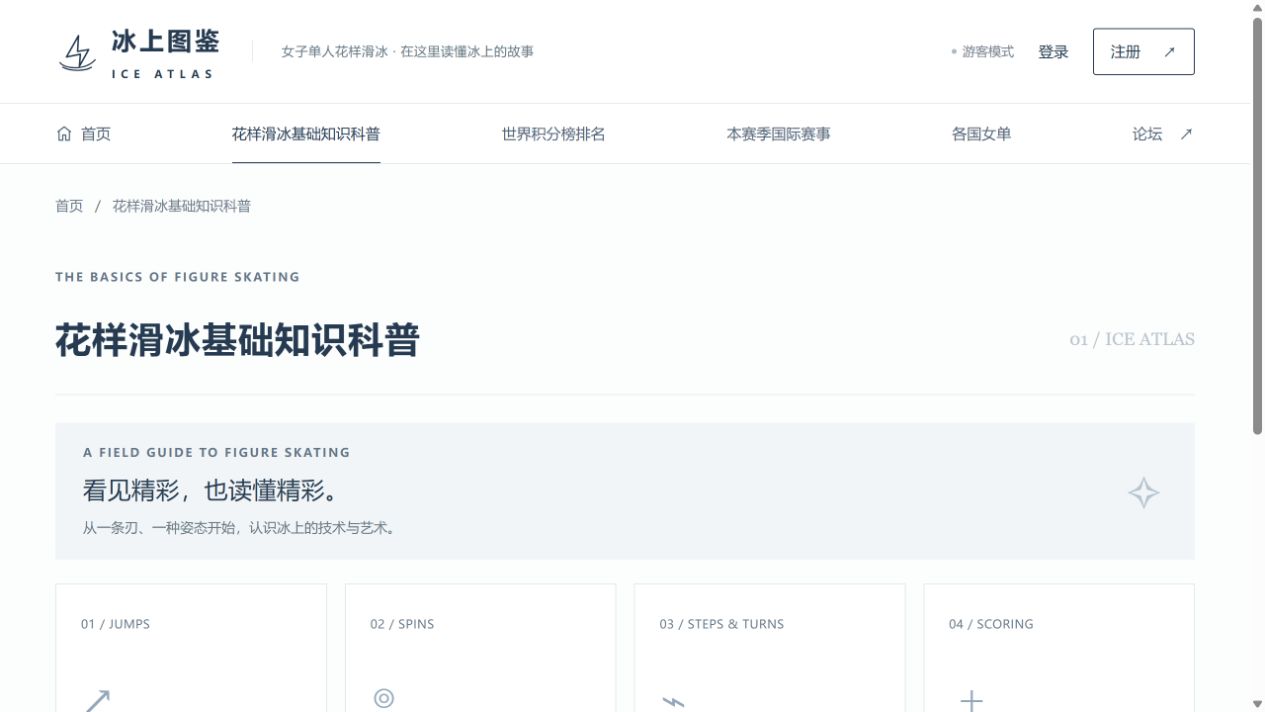 冰上图鉴
ICE ATLAS
女子单人花样滑冰 · 在这里读懂冰上的故事
游客模式
登录
注册 ↗
首页
花样滑冰基础知识科普
世界积分榜排名
本赛季国际赛事
各国女单
论坛 ↗
首页 / 花样滑冰基础知识科普
THE BASICS OF FIGURE SKATING
花样滑冰基础知识科普
01 / ICE ATLAS
A FIELD GUIDE TO FIGURE SKATING
看见精彩，也读懂精彩。
从一条刃、一种姿态开始，认识冰上的技术与艺术。
01 / JUMPS
02 / SPINS
03 / STEPS & TURNS
04 / SCORING